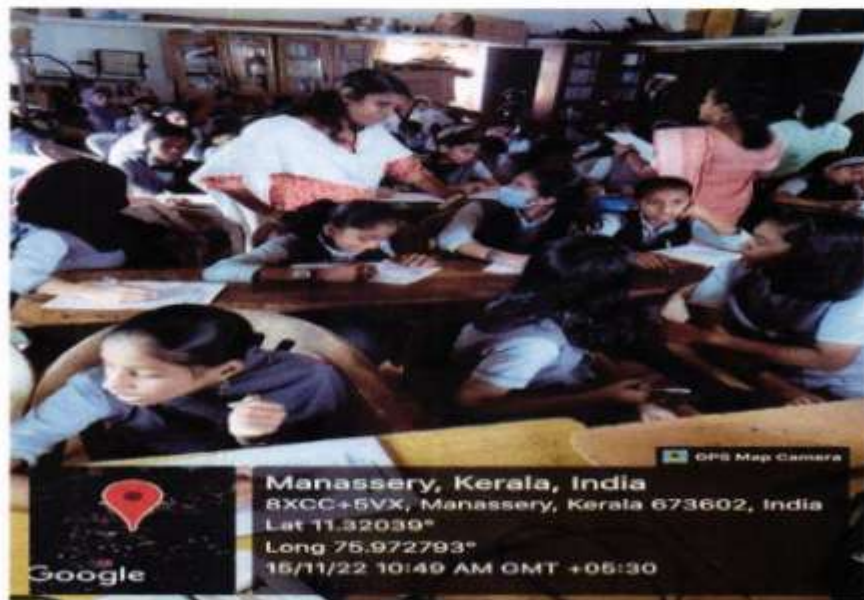 GPS Map Camera
Manassery, Kerala, India
8XCC+5VX, Manassery, Kerala 673602, India
Lat 11.32039°
Long 75.972793°
15/11/22 10:49 AM GMT +05:30
Google